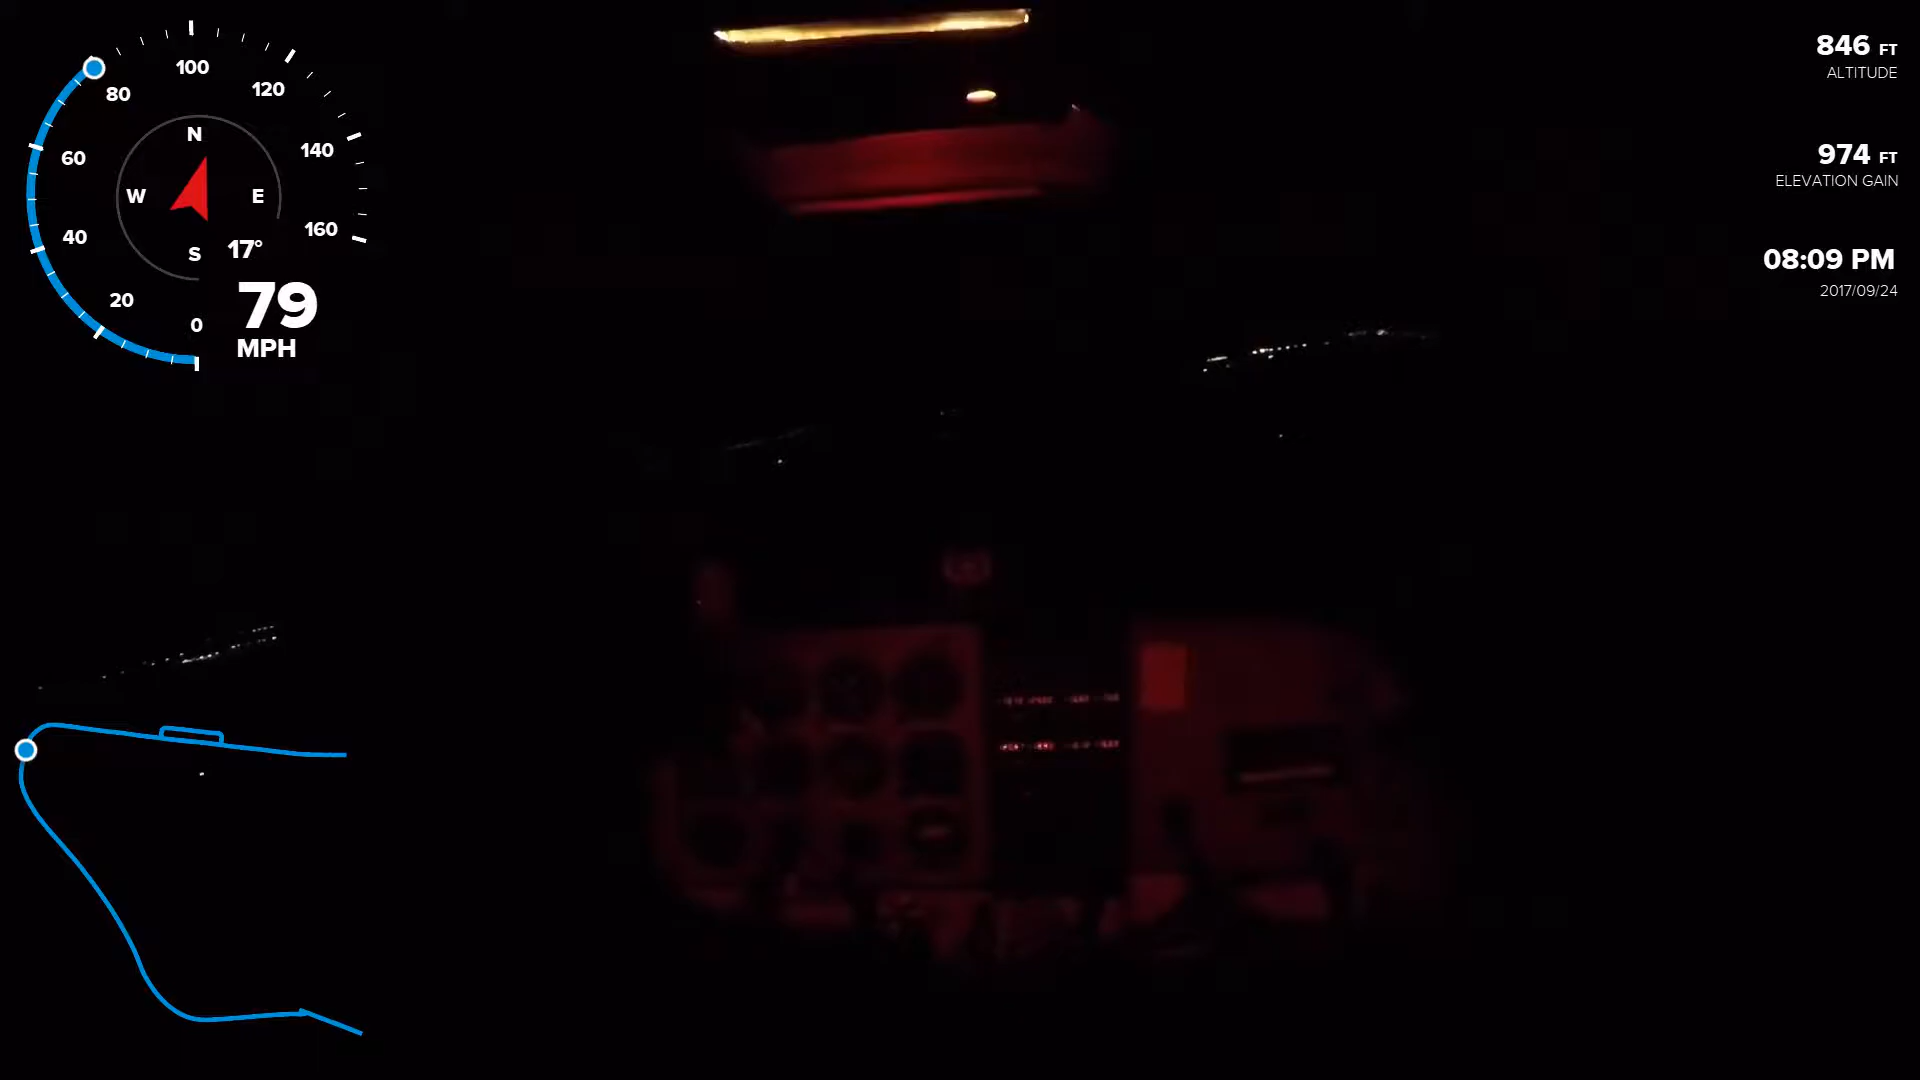 100
80
120
N
60
140
W
E
40
160
S
17°
20
0
79
MPH
846 FT
ALTITUDE
974 FT
ELEVATION GAIN
08:09 PM
2017/09/24